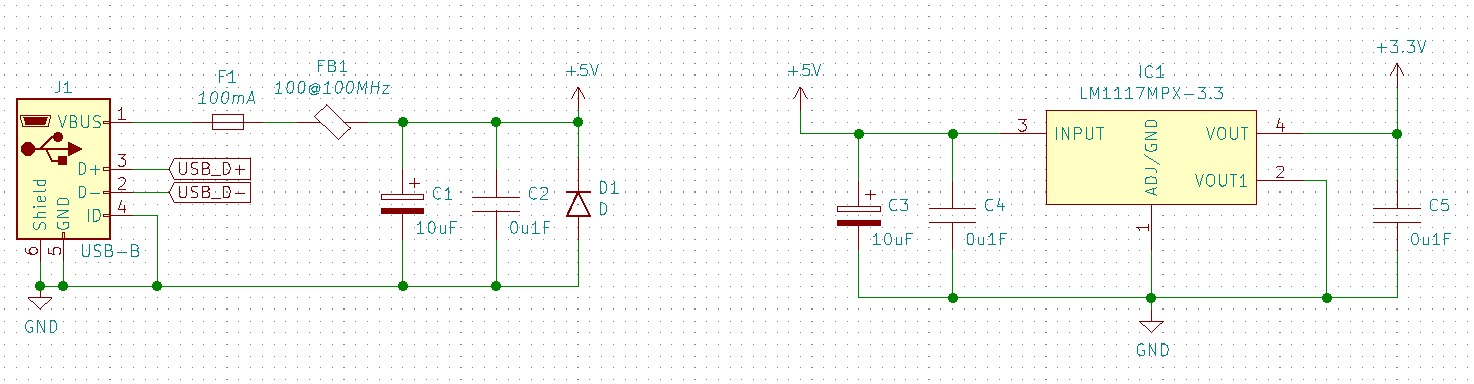 J1
VBUS
1
D+
3
USB_D+
D-
2
USB_D-
ID
4
Shield
GND
6
5
USB-B
GND
F1
100mA
FB1
100@100MHz
+
C1
10uF
C2
0u1F
+5V
D1
D
+5V
+
C3
10uF
C4
0u1F
IC1
LM1117MPX-3.3
3
INPUT
ADJ/GND
VOUT
4
VOUT1
2
1
GND
+3.3V
C5
0u1F